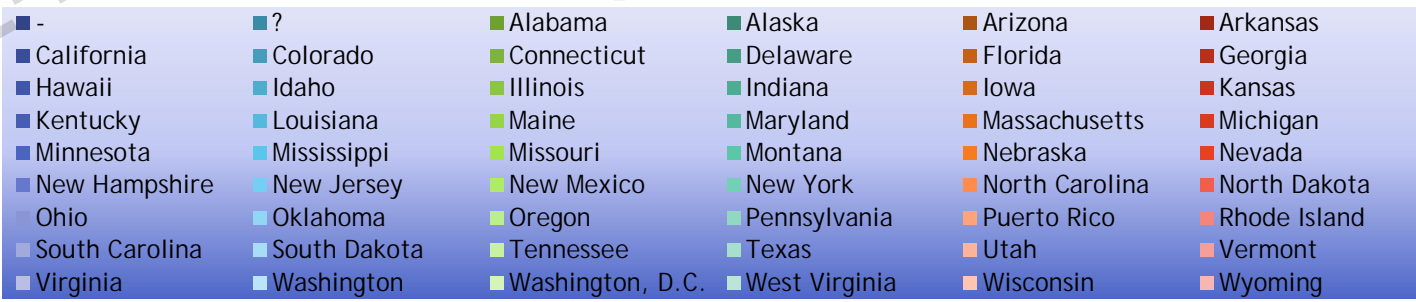 - ? Alabama Alaska Arizona Arkansas
California Colorado Connecticut Delaware Florida Georgia
Hawaii Idaho Illinois Indiana Iowa Kansas
Kentucky Louisiana Maine Maryland Massachusetts Michigan
Minnesota Mississippi Missouri Montana Nebraska Nevada
New Hampshire New Jersey New Mexico New York North Carolina North Dakota
Ohio Oklahoma Oregon Pennsylvania Puerto Rico Rhode Island
South Carolina South Dakota Tennessee Texas Utah Vermont
Virginia Washington Washington, D.C. West Virginia Wisconsin Wyoming